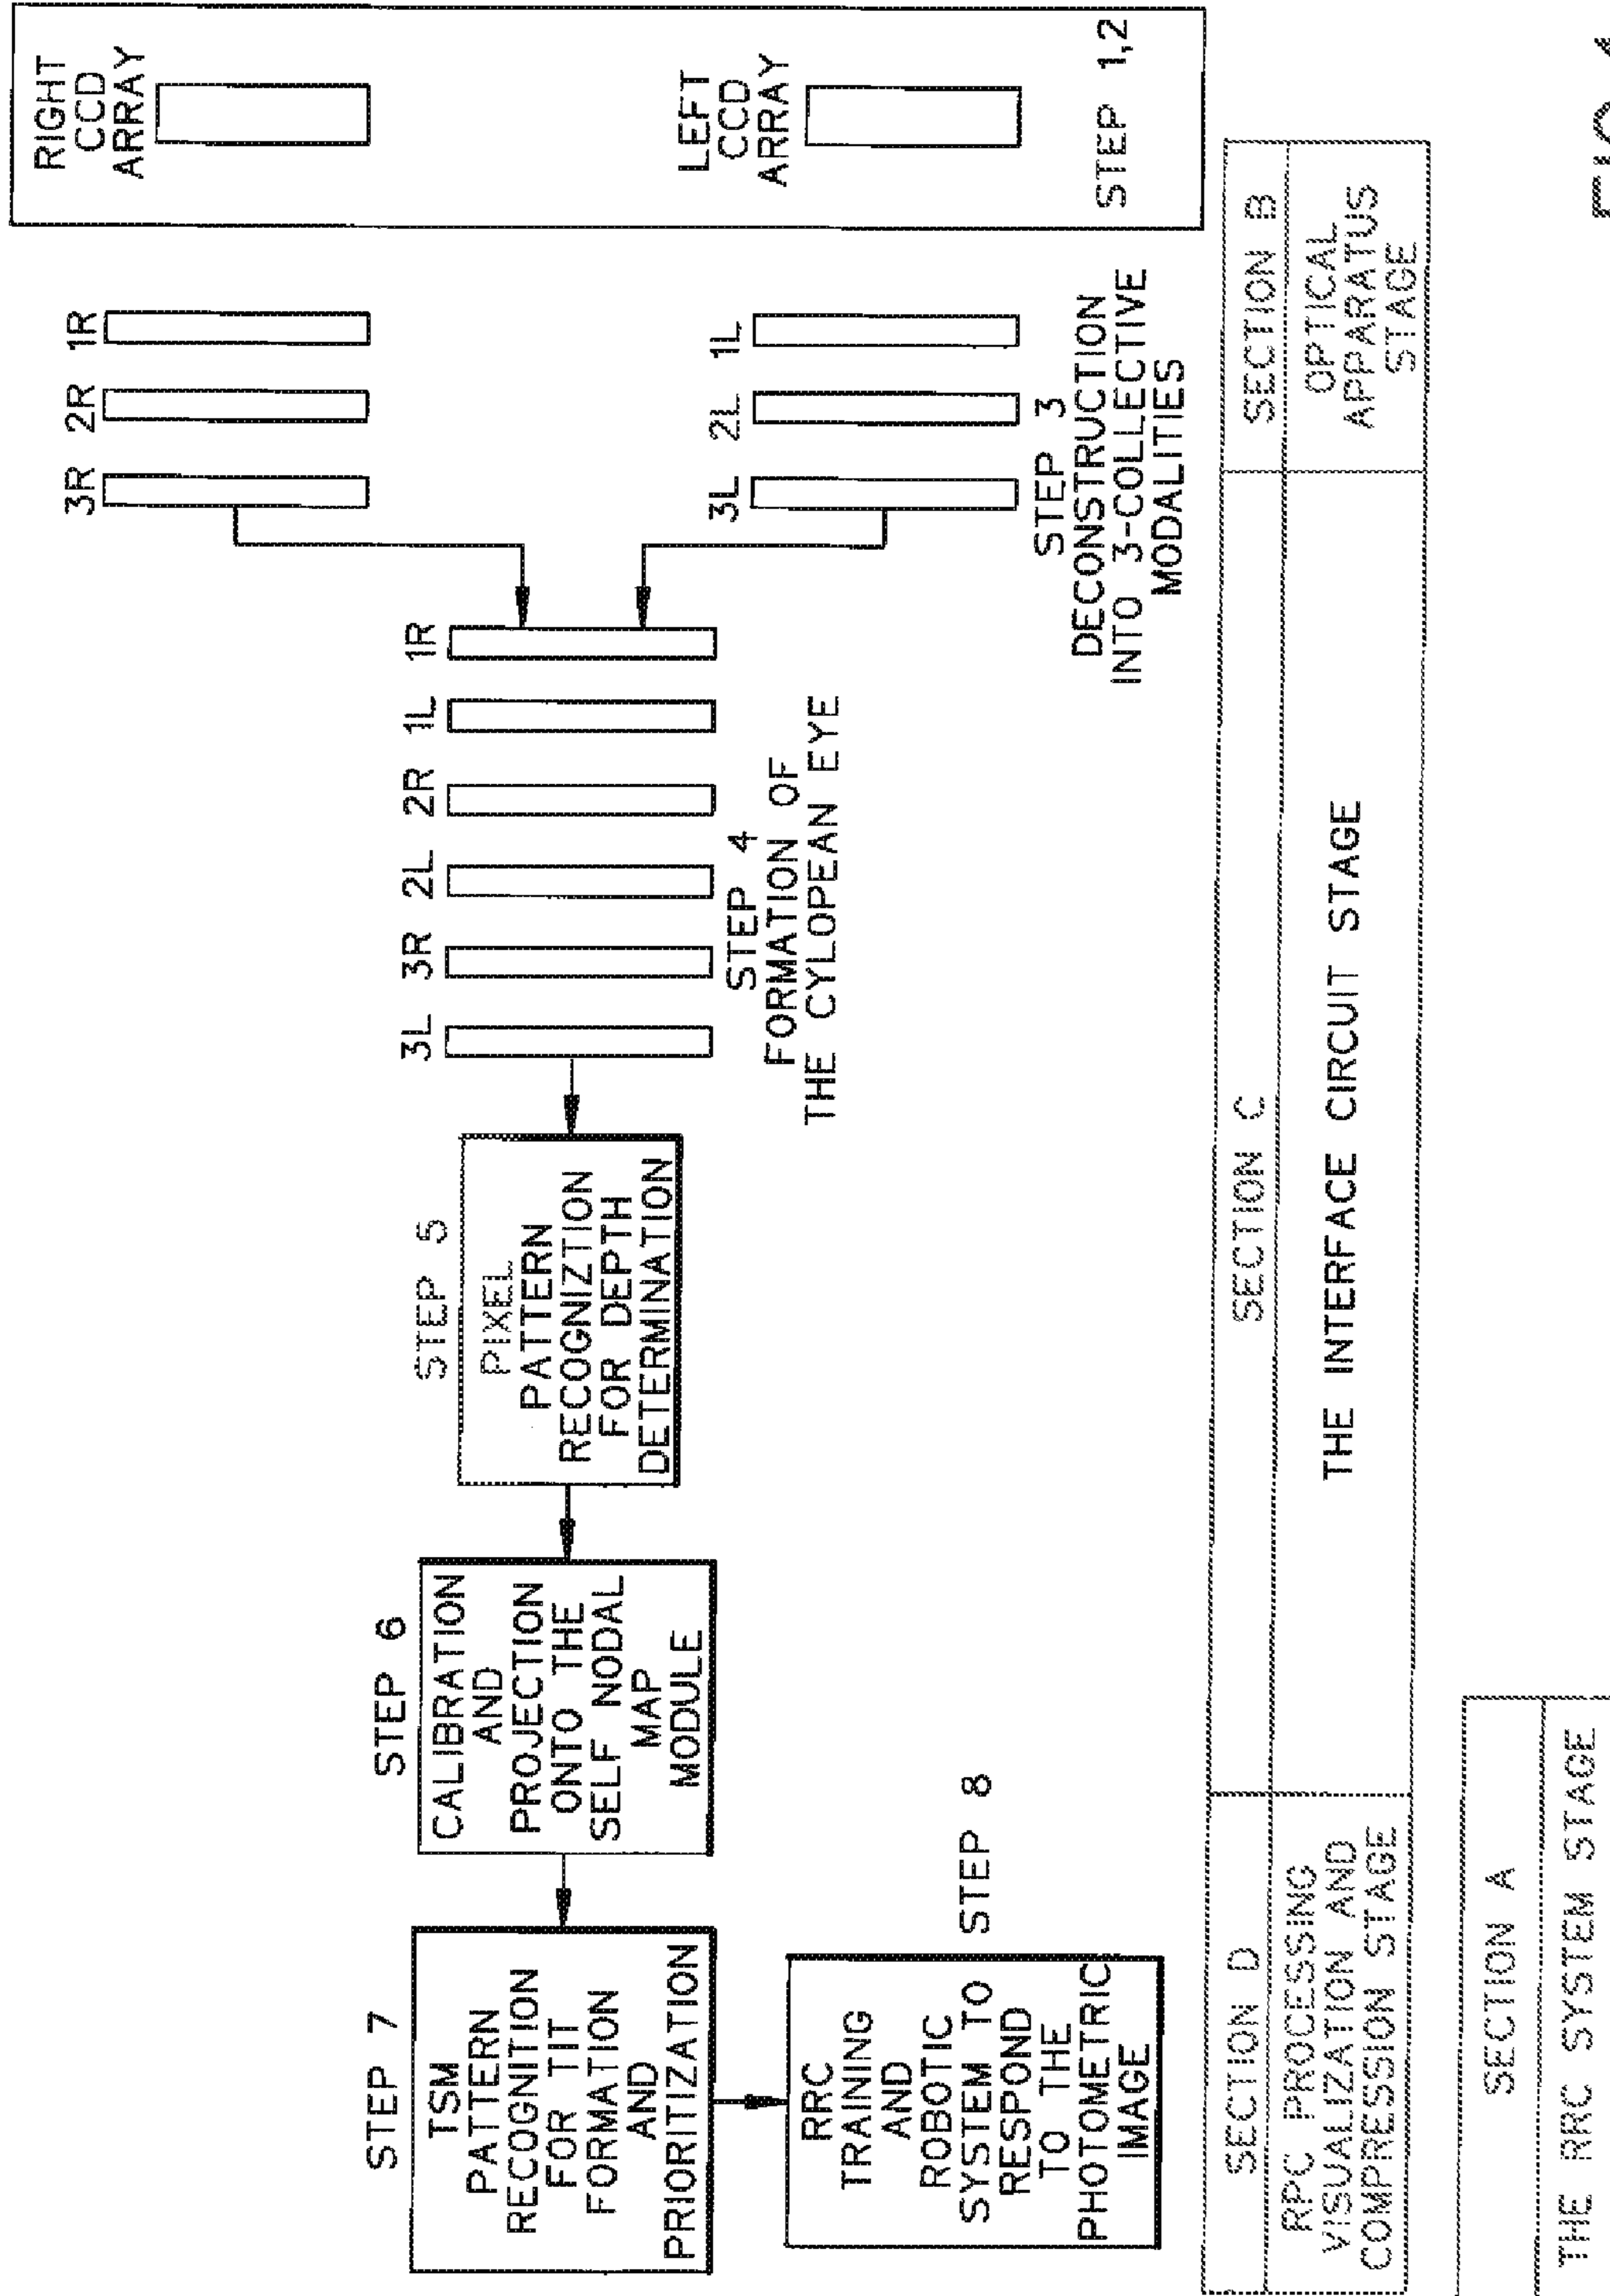 STEP 7
TSM
PATTERN
RECOGNITION
FOR TIT
FORMATION
AND
PRIORITIZATION
STEP 6
CALIBRATION
AND
PROJECTION
ONTO THE
SELF NODAL
MAP
MODULE
STEP 5
PIXEL
PATTERN
RECOGNIZTION
FOR DEPTH
DETERMINATION
3L 3R 2L 2R 1L 1R
STEP 4
FORMATION OF
THE CYLOPEAN EYE
3R 2R 1R
3L 2L 1L
STEP 3
DECONSTRUCTION
INTO 3-COLLECTIVE
MODALITIES
RIGHT
CCD
ARRAY
LEFT
CCD
ARRAY
STEP 1,2
RRC
TRAINING
AND
ROBOTIC
SYSTEM TO
RESPOND
TO THE
PHOTOMETRIC
IMAGE
STEP 8
SECTION D
RPC PROCESSING
VISUALIZATION AND
COMPRESSION STAGE
SECTION C
THE INTERFACE CIRCUIT STAGE
SECTION B
OPTICAL
APPARATUS
STAGE
SECTION A
THE RRC SYSTEM STAGE